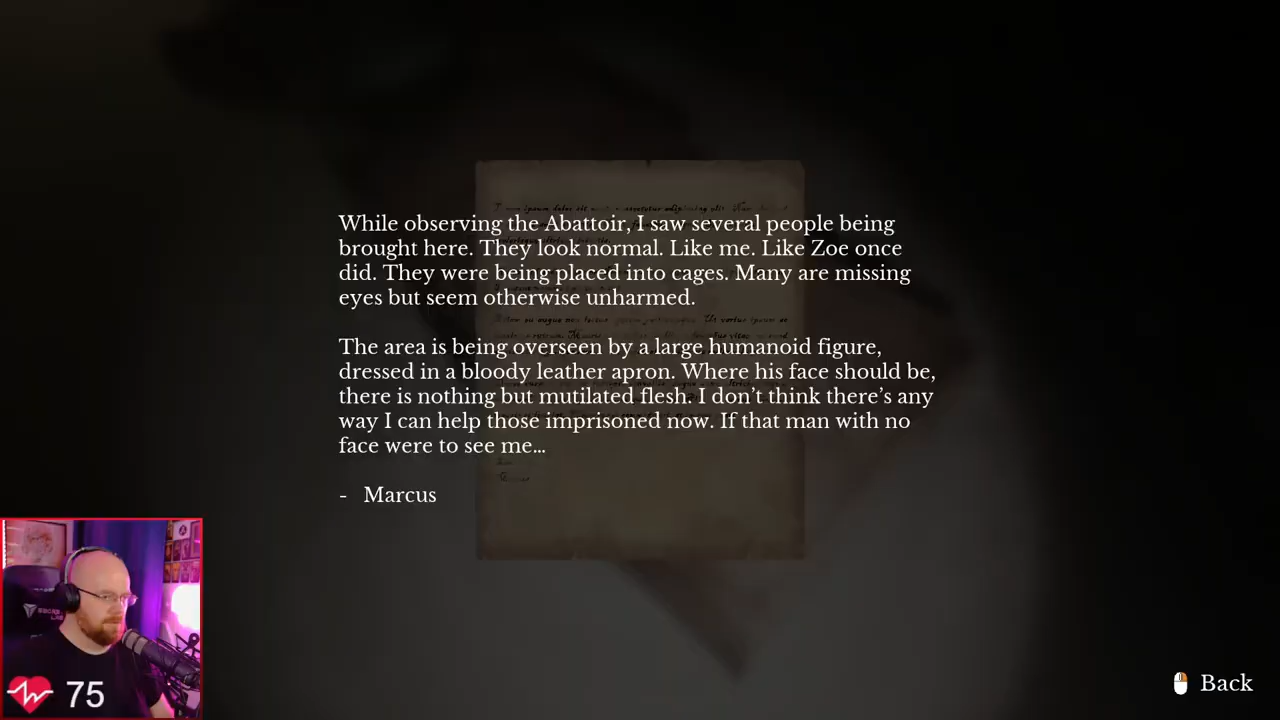 While observing the Abattoir, I saw several people being
brought here. They look normal. Like me. Like Zoe once
did. They were being placed into cages. Many are missing
eyes but seem otherwise unharmed.
The area is being overseen by a large humanoid figure,
dressed in a bloody leather apron. Where his face should be,
there is nothing but mutilated flesh. I don’t think there’s any
way I can help those imprisoned now. If that man with no
face were to see me…
- Marcus
75
Back